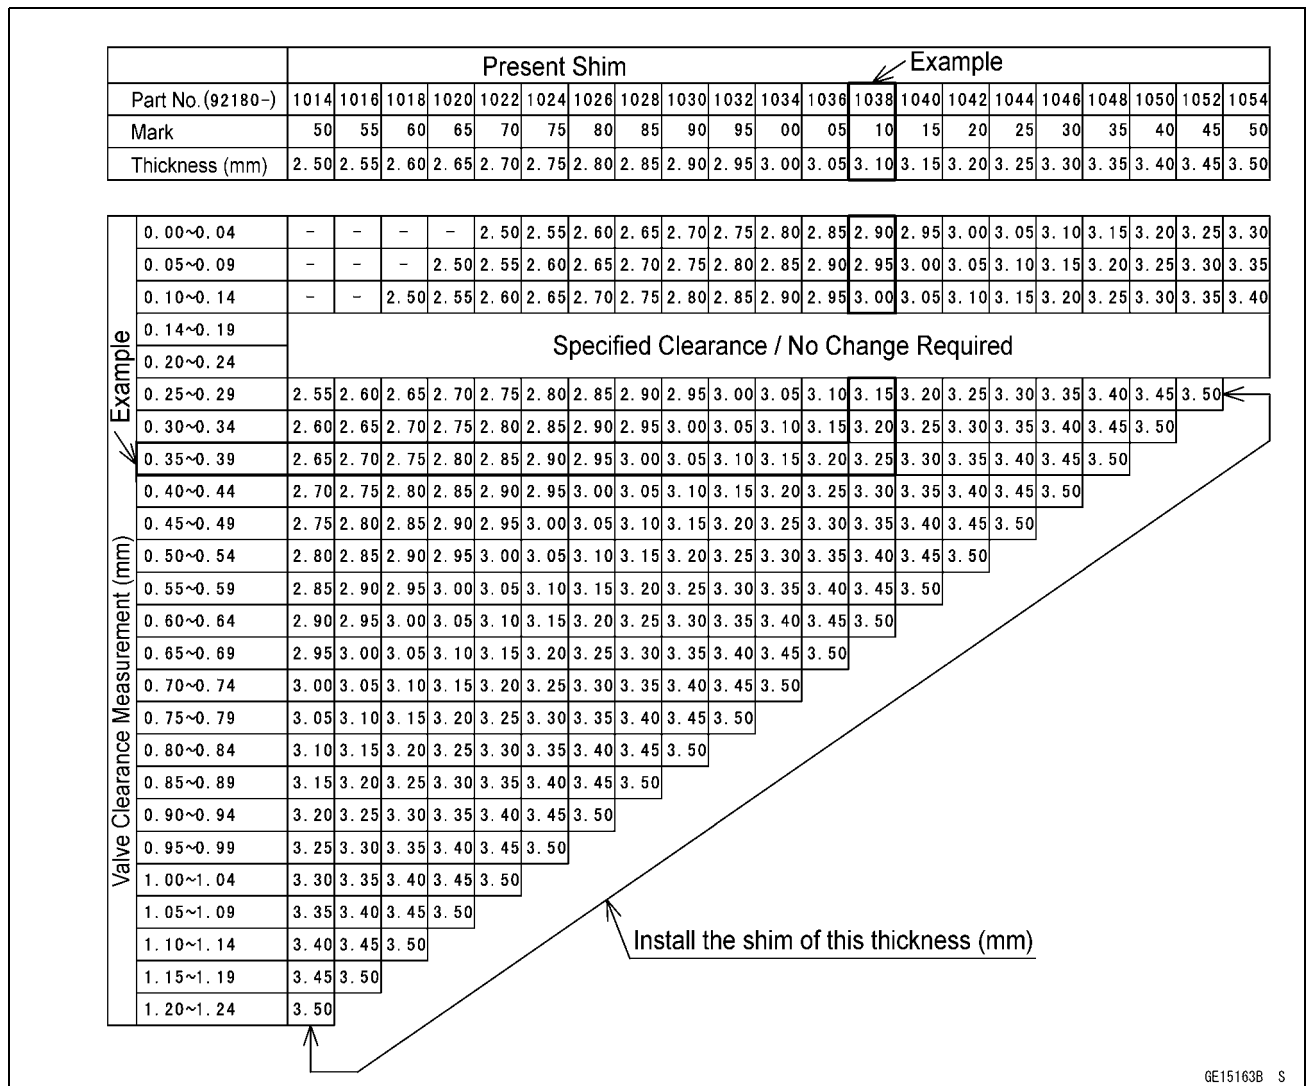 Present Shim
Example
Part No. (92180-) 1014 1016 1018 1020 1022 1024 1026 1028 1030 1032 1034 1036 1038 1040 1042 1044 1046 1048 1050 1052 1054
Mark 50 55 60 65 70 75 80 85 90 95 00 05 10 15 20 25 30 35 40 45 50
Thickness (mm) 2.50 2.55 2.60 2.65 2.70 2.75 2.80 2.85 2.90 2.95 3.00 3.05 3.10 3.15 3.20 3.25 3.30 3.35 3.40 3.45 3.50
Example
Valve Clearance Measurement (mm)
0.00~0.04 - - - - 2.50 2.55 2.60 2.65 2.70 2.75 2.80 2.85 2.90 2.95 3.00 3.05 3.10 3.15 3.20 3.25 3.30
0.05~0.09 - - - 2.50 2.55 2.60 2.65 2.70 2.75 2.80 2.85 2.90 2.95 3.00 3.05 3.10 3.15 3.20 3.25 3.30 3.35
0.10~0.14 - - 2.50 2.55 2.60 2.65 2.70 2.75 2.80 2.85 2.90 2.95 3.00 3.05 3.10 3.15 3.20 3.25 3.30 3.35 3.40
0.14~0.19
Specified Clearance / No Change Required
0.20~0.24
0.25~0.29 2.55 2.60 2.65 2.70 2.75 2.80 2.85 2.90 2.95 3.00 3.05 3.10 3.15 3.20 3.25 3.30 3.35 3.40 3.45 3.50
0.30~0.34 2.60 2.65 2.70 2.75 2.80 2.85 2.90 2.95 3.00 3.05 3.10 3.15 3.20 3.25 3.30 3.35 3.40 3.45 3.50
0.35~0.39 2.65 2.70 2.75 2.80 2.85 2.90 2.95 3.00 3.05 3.10 3.15 3.20 3.25 3.30 3.35 3.40 3.45 3.50
0.40~0.44 2.70 2.75 2.80 2.85 2.90 2.95 3.00 3.05 3.10 3.15 3.20 3.25 3.30 3.35 3.40 3.45 3.50
0.45~0.49 2.75 2.80 2.85 2.90 2.95 3.00 3.05 3.10 3.15 3.20 3.25 3.30 3.35 3.40 3.45 3.50
0.50~0.54 2.80 2.85 2.90 2.95 3.00 3.05 3.10 3.15 3.20 3.25 3.30 3.35 3.40 3.45 3.50
0.55~0.59 2.85 2.90 2.95 3.00 3.05 3.10 3.15 3.20 3.25 3.30 3.35 3.40 3.45 3.50
0.60~0.64 2.90 2.95 3.00 3.05 3.10 3.15 3.20 3.25 3.30 3.35 3.40 3.45 3.50
0.65~0.69 2.95 3.00 3.05 3.10 3.15 3.20 3.25 3.30 3.35 3.40 3.45 3.50
0.70~0.74 3.00 3.05 3.10 3.15 3.20 3.25 3.30 3.35 3.40 3.45 3.50
0.75~0.79 3.05 3.10 3.15 3.20 3.25 3.30 3.35 3.40 3.45 3.50
0.80~0.84 3.10 3.15 3.20 3.25 3.30 3.35 3.40 3.45 3.50
0.85~0.89 3.15 3.20 3.25 3.30 3.35 3.40 3.45 3.50
0.90~0.94 3.20 3.25 3.30 3.35 3.40 3.45 3.50
0.95~0.99 3.25 3.30 3.35 3.40 3.45 3.50
1.00~1.04 3.30 3.35 3.40 3.45 3.50
1.05~1.09 3.35 3.40 3.45 3.50
1.10~1.14 3.40 3.45 3.50
1.15~1.19 3.45 3.50
1.20~1.24 3.50
Install the shim of this thickness (mm)
GE15163B S